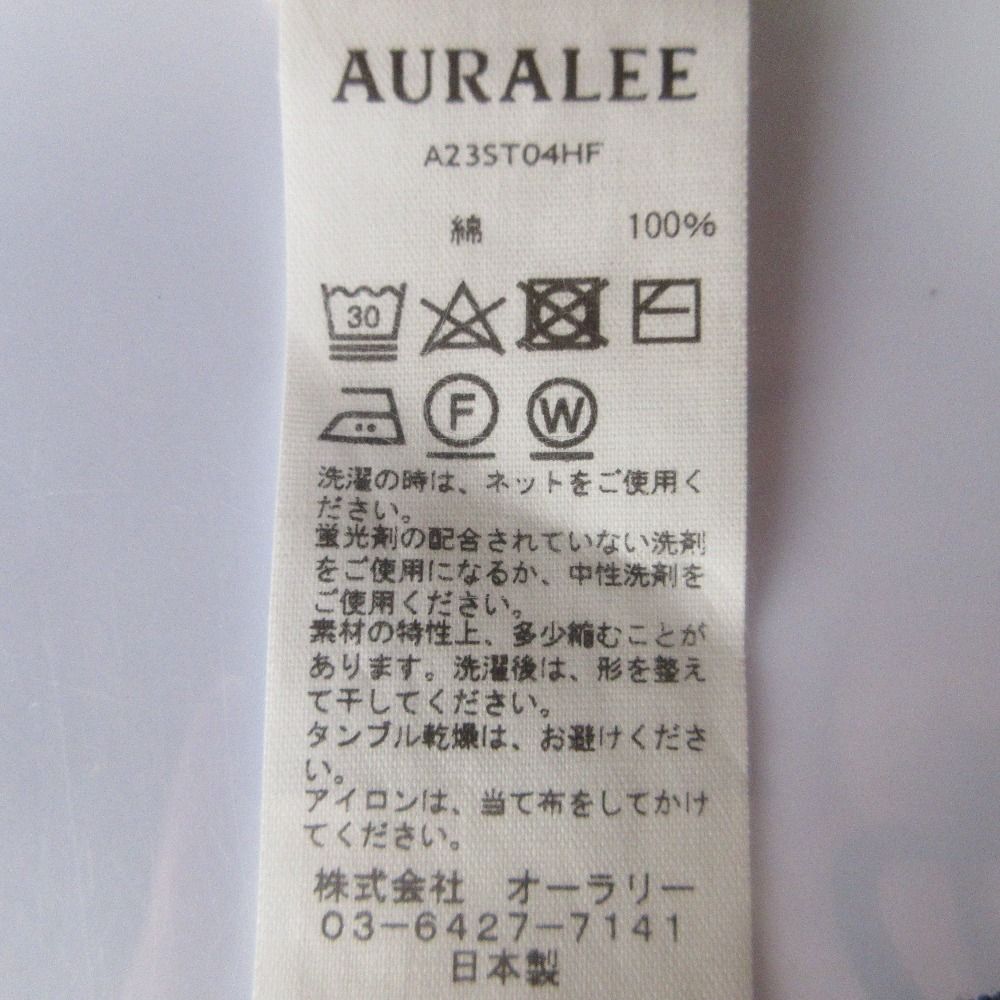 AURALEE
A23ST04HF
綿 100%
30
F W
洗濯の時は、ネットをご使用く
ださい。
蛍光剤の配合されていない洗剤
をご使用になるか、中性洗剤を
ご使用ください。
素材の特性上、多少縮むことが
あります。洗濯後は、形を整え
て干してください。
タンブル乾燥は、お避けくださ
い。
アイロンは、当て布をしてかけ
てください。
株式会社 オーラリー
03-6427-7141
日本製